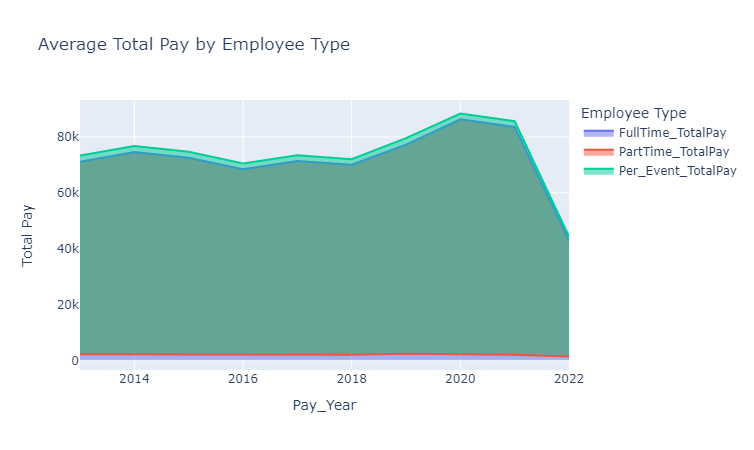 Average Total Pay by Employee Type
Employee Type
FullTime_TotalPay
PartTime_TotalPay
Per_Event_TotalPay
80k
60k
40k
20k
0
Total Pay
2014
2016
2018
2020
2022
Pay_Year